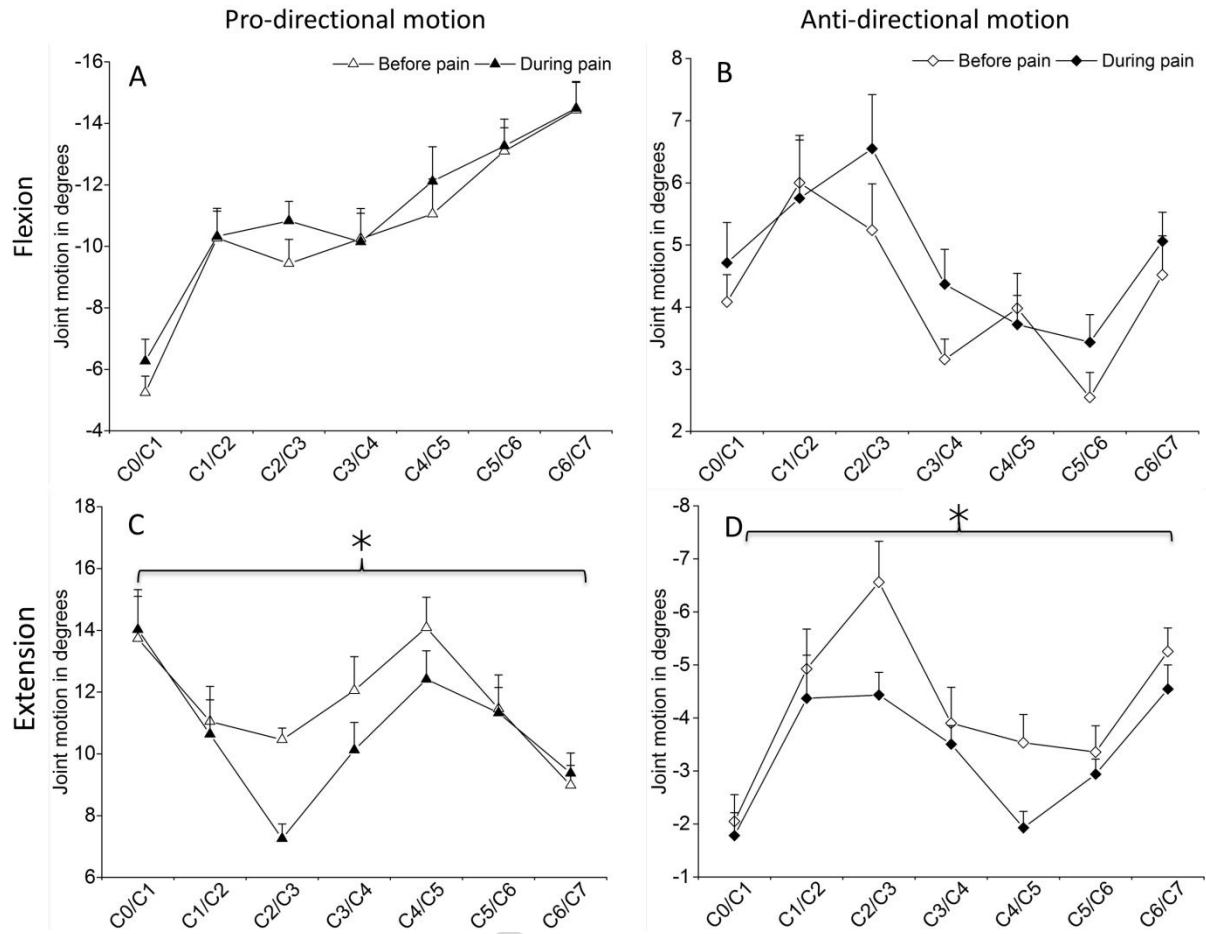 Pro-directional motion
Anti-directional motion
Flexion
Extension
A
Before pain During pain
Joint motion in degrees
-16
-14
-12
-10
-8
-6
-4
C0/C1 C1/C2 C2/C3 C3/C4 C4/C5 C5/C6 C6/C7
B
Before pain During pain
Joint motion in degrees
8
7
6
5
4
3
2
C0/C1 C1/C2 C2/C3 C3/C4 C4/C5 C5/C6 C6/C7
C
*
Joint motion in degrees
18
16
14
12
10
8
6
C0/C1 C1/C2 C2/C3 C3/C4 C4/C5 C5/C6 C6/C7
D
*
Joint motion in degrees
-8
-7
-6
-5
-4
-3
-2
-1
C0/C1 C1/C2 C2/C3 C3/C4 C4/C5 C5/C6 C6/C7